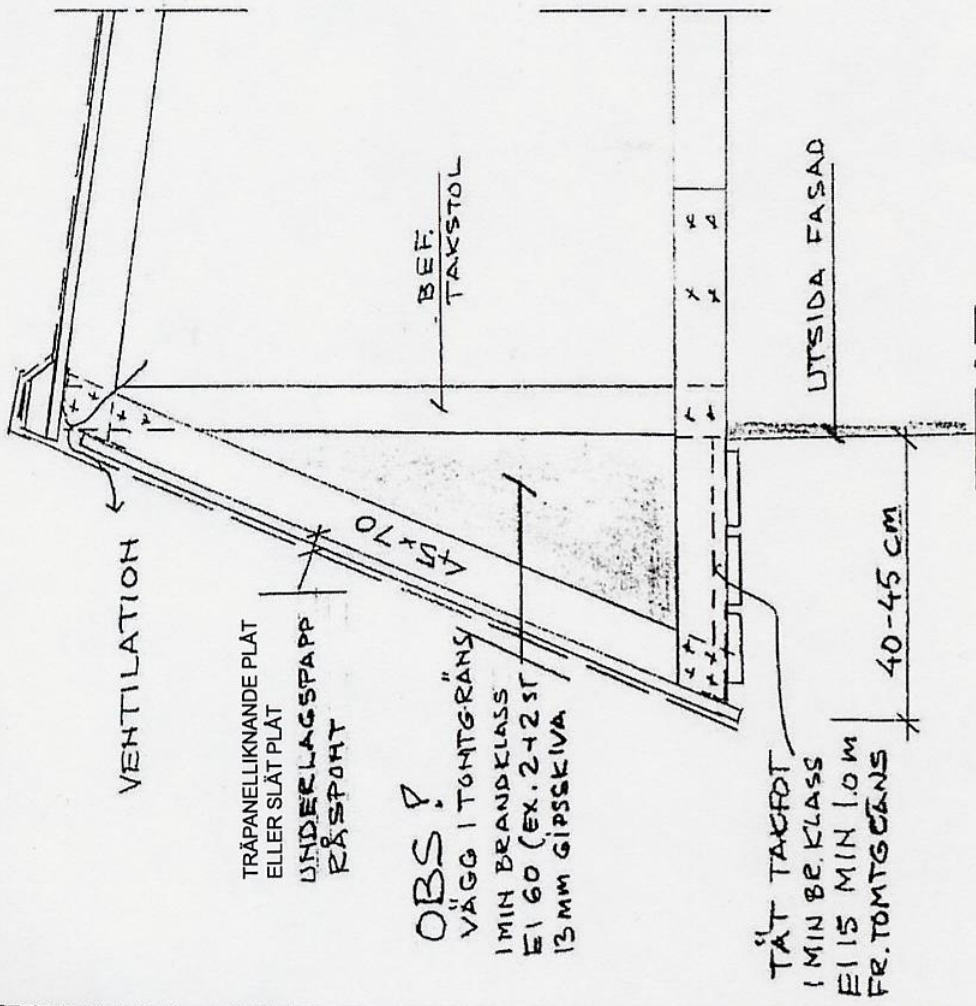 VENTILATION
TRÄPANELLIKNANDE PLÅT
ELLER SLÄT PLÅT
UNDERLAGSPAPP
RÅSPONT
OBS!
VÄGG I TOMTGRÄNS
I MIN BRANDKLASS
EI 60 (EX. 2+2 ST
13 MM GIPSSKIVA
TÄT TAKFOT
I MIN BR. KLASS
EI 15 MIN 1.0 M
FR. TOMTGRÄNS
45×70
BEF.
TAKSTOL
40-45 cm
UTSIDA FASAD